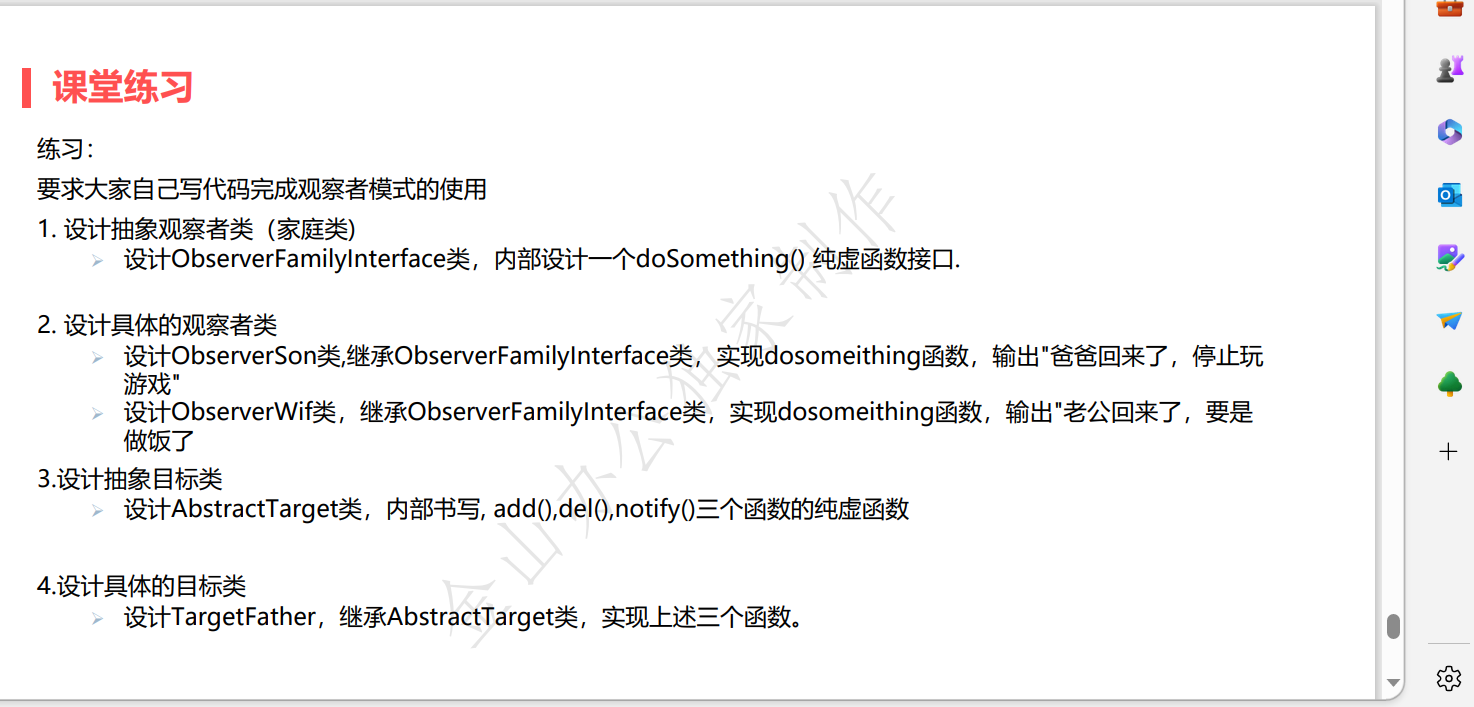 课堂练习
练习：
要求大家自己写代码完成观察者模式的使用
1. 设计抽象观察者类（家庭类)
设计ObserverFamilyInterface类，内部设计一个doSomething() 纯虚函数接口.
2. 设计具体的观察者类
设计ObserverSon类,继承ObserverFamilyInterface类，实现dosomeithing函数，输出"爸爸回来了，停止玩
游戏"
设计ObserverWif类，继承ObserverFamilyInterface类，实现dosomeithing函数，输出"老公回来了，要是
做饭了
3.设计抽象目标类
设计AbstractTarget类，内部书写, add(),del(),notify()三个函数的纯虚函数
4.设计具体的目标类
设计TargetFather，继承AbstractTarget类，实现上述三个函数。
金山办公独家制作